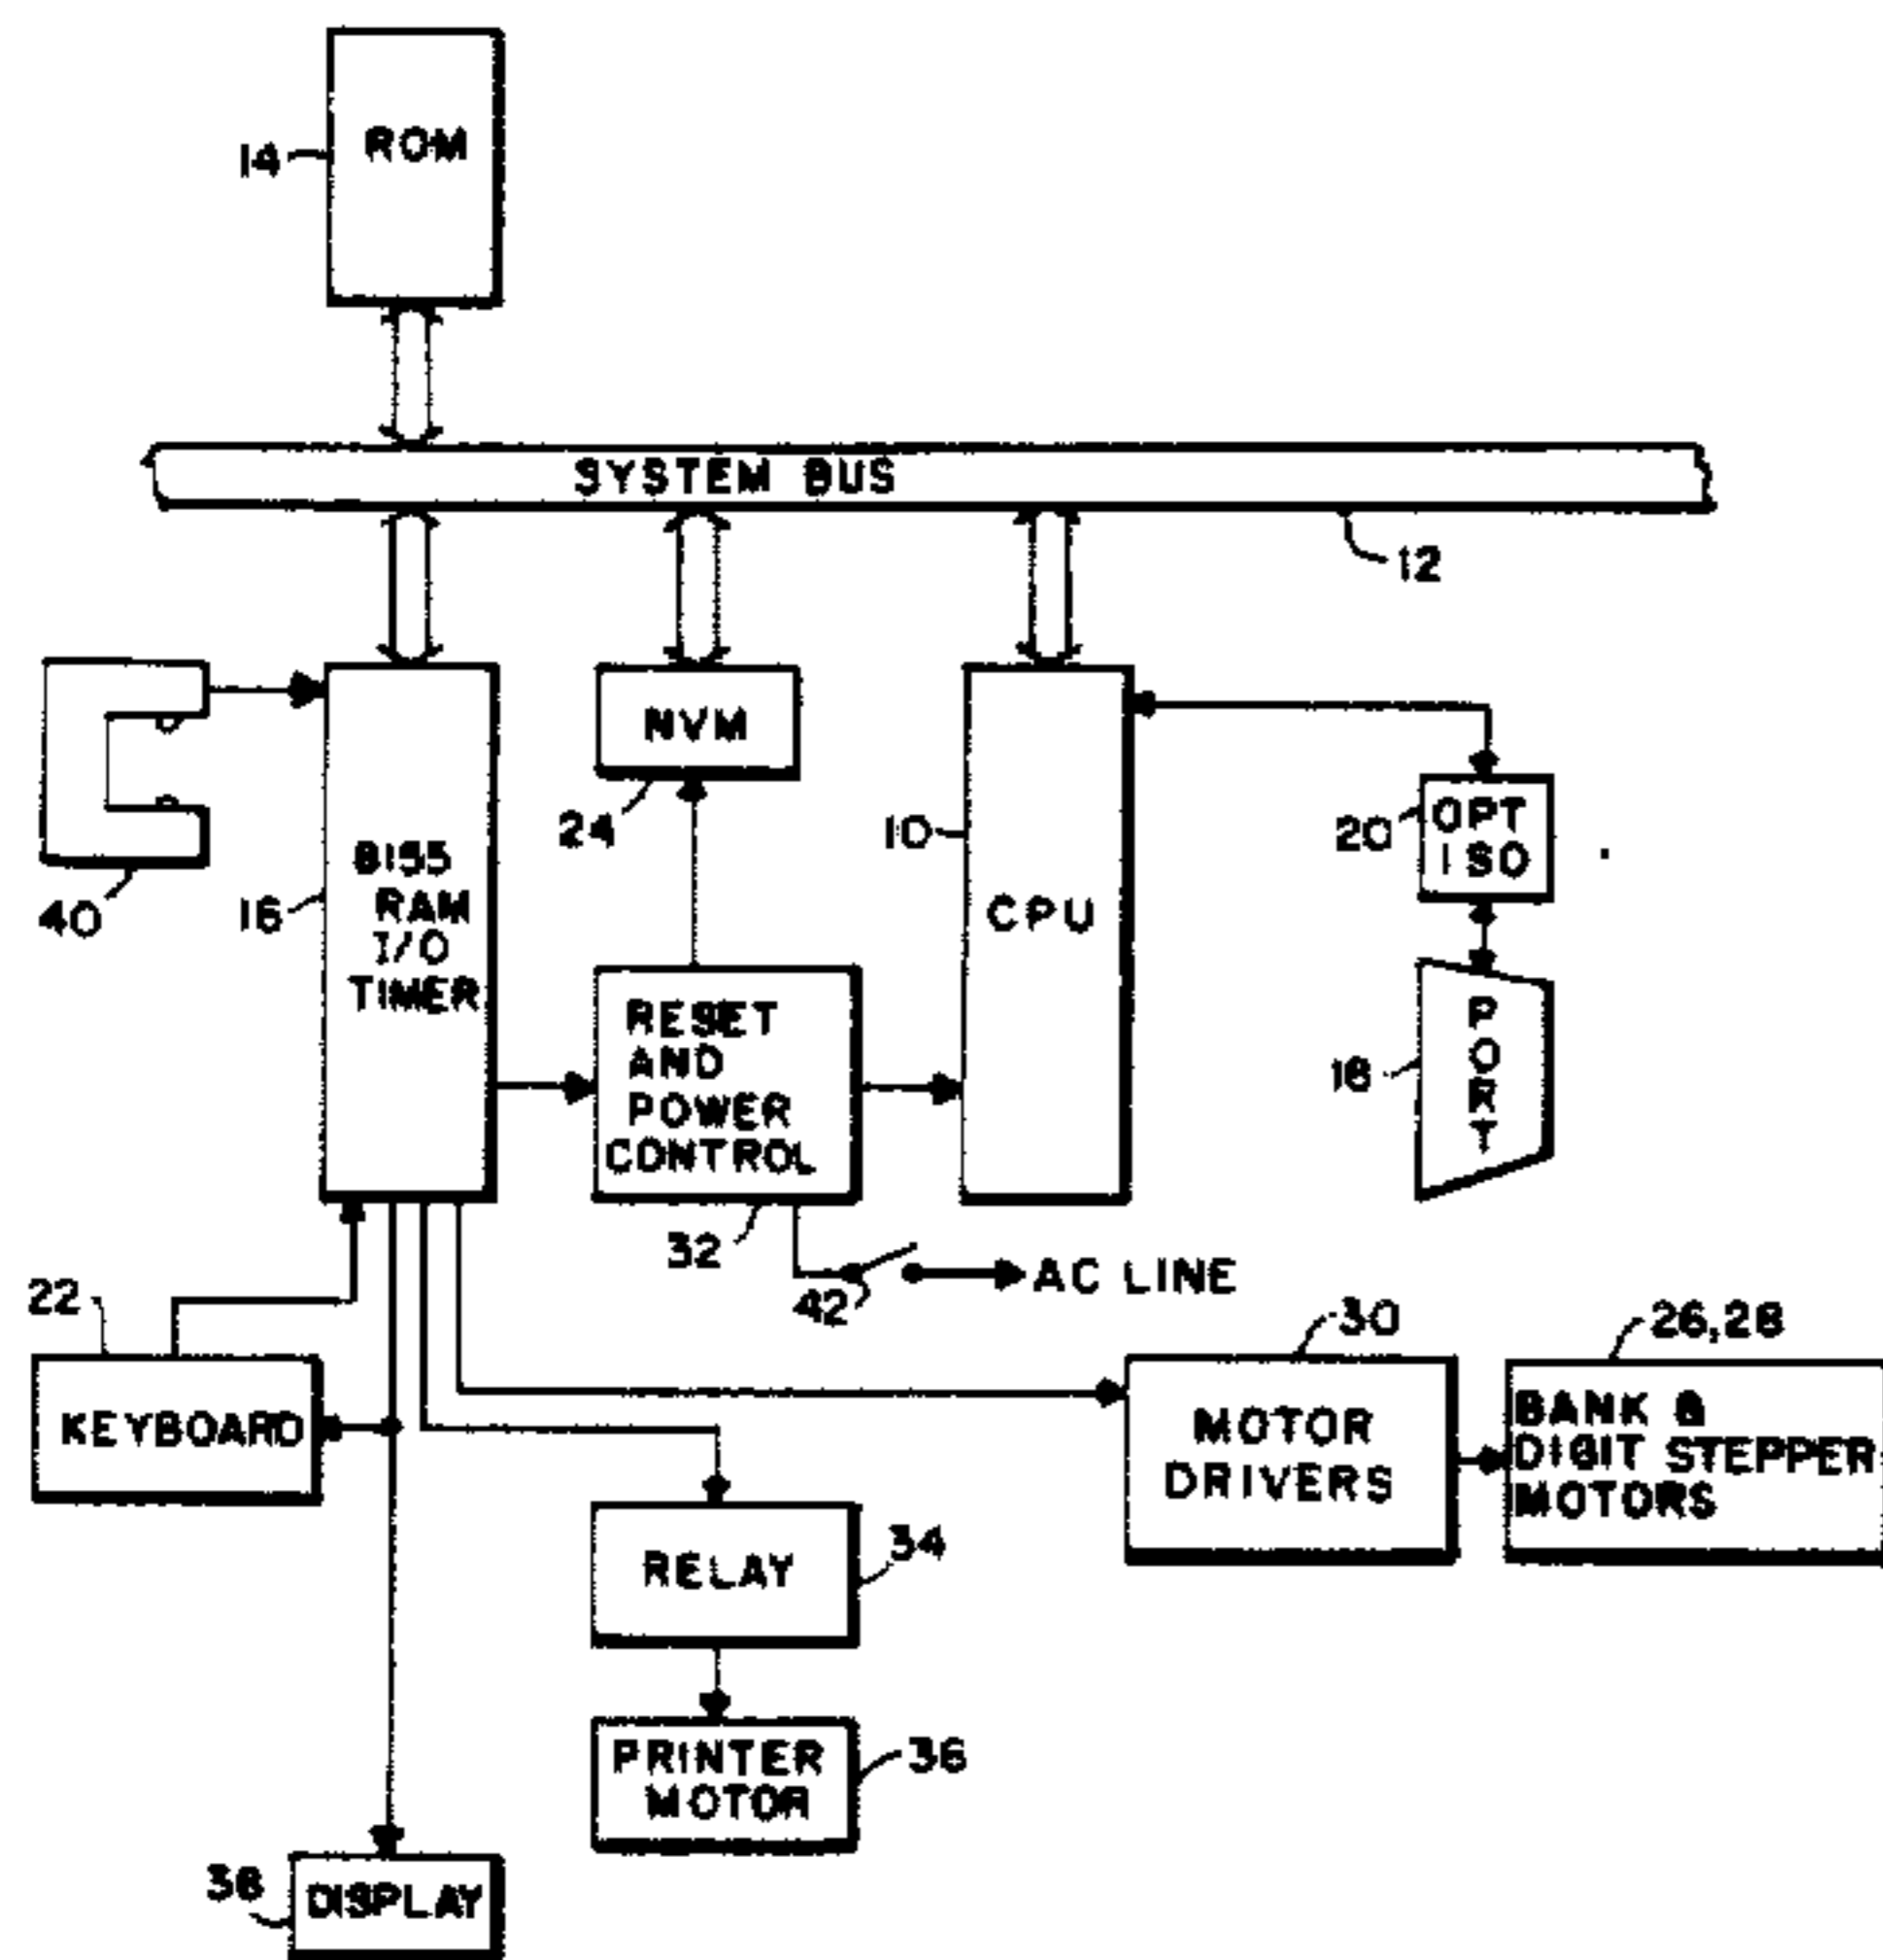 ROM
14
SYSTEM BUS
12
NVM
24
10
20
OPT
ISO
40
16
8155
RAM
I/O
TIMER
CPU
RESET
AND
POWER
CONTROL
18
PORT
32
42
AC LINE
22
30
26,28
KEYBOARD
MOTOR
DRIVERS
BANK &
DIGIT STEPPER
MOTORS
RELAY
34
PRINTER
MOTOR
36
38
DISPLAY